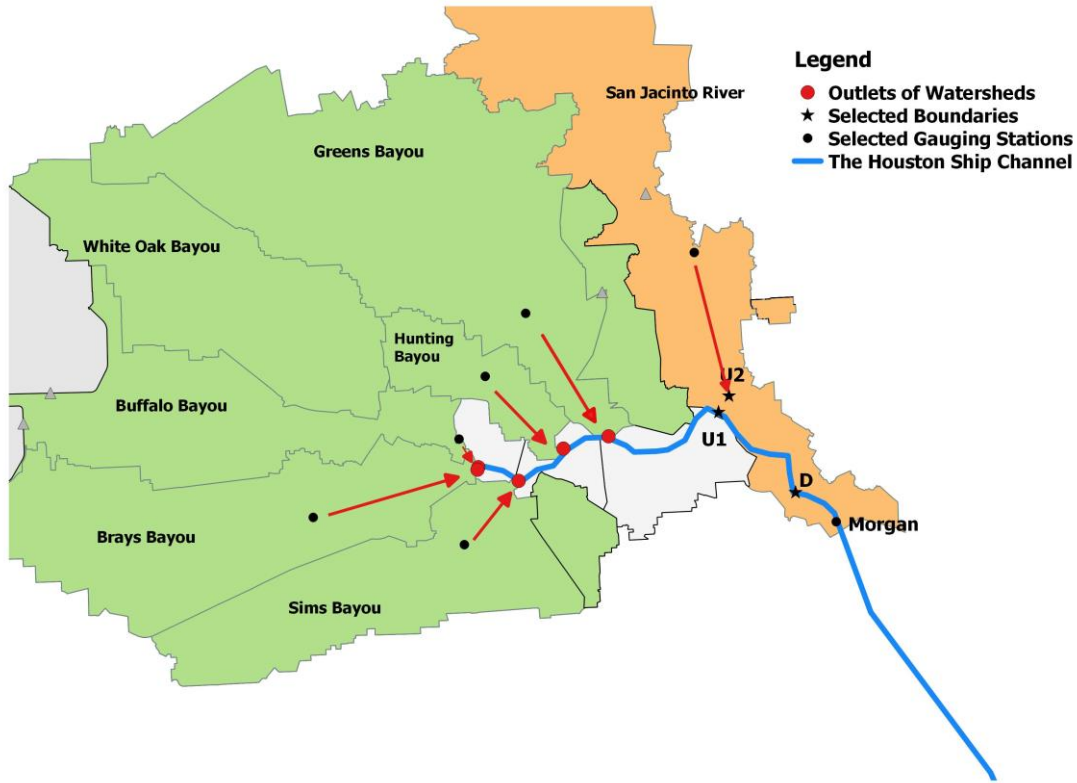 Legend
San Jacinto River
Outlets of Watersheds
Selected Boundaries
Selected Gauging Stations
The Houston Ship Channel
Greens Bayou
White Oak Bayou
Hunting
Bayou
U2
Buffalo Bayou
U1
D
Morgan
Brays Bayou
Sims Bayou